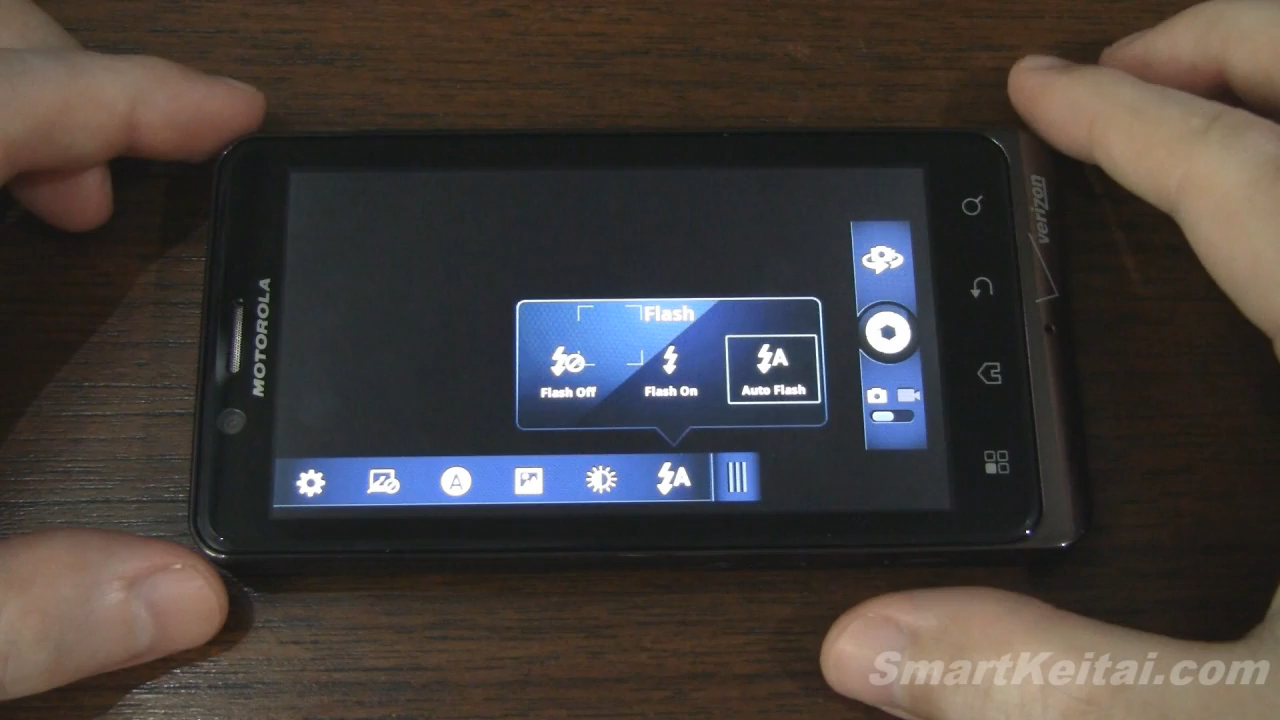 MOTOROLA
verizon
Flash
Flash Off
Flash On
A
Auto Flash
A
A
SmartKeitai.com